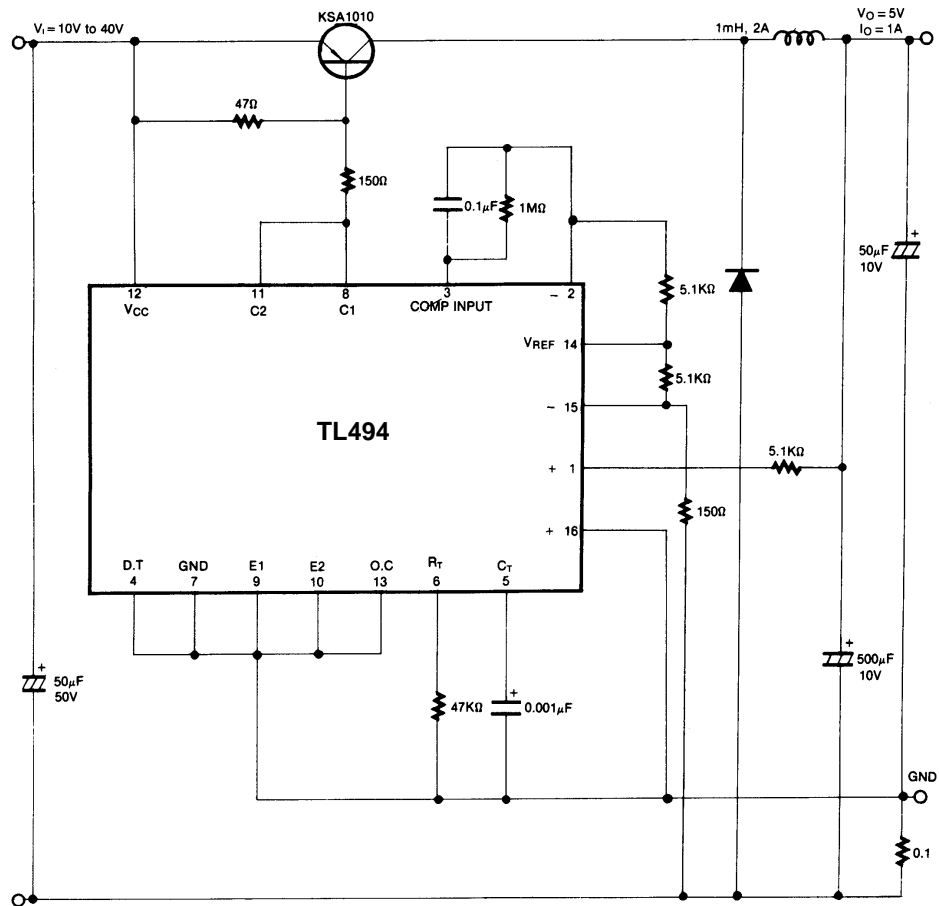 KSA1010
V_I = 10V to 40V
1mH, 2A
V_O = 5V
I_O = 1A
47Ω
150Ω
0.1μF
1MΩ
50μF
10V
+
5.1KΩ
12
11
8
3
– 2
V_CC
C2
C1
COMP INPUT
V_REF 14
5.1KΩ
– 15
TL494
+ 1
5.1KΩ
150Ω
+ 16
D.T
GND
E1
E2
O.C
R_T
C_T
4
7
9
10
13
6
5
+
50μF
50V
47KΩ
+
0.001μF
+
500μF
10V
GND
0.1